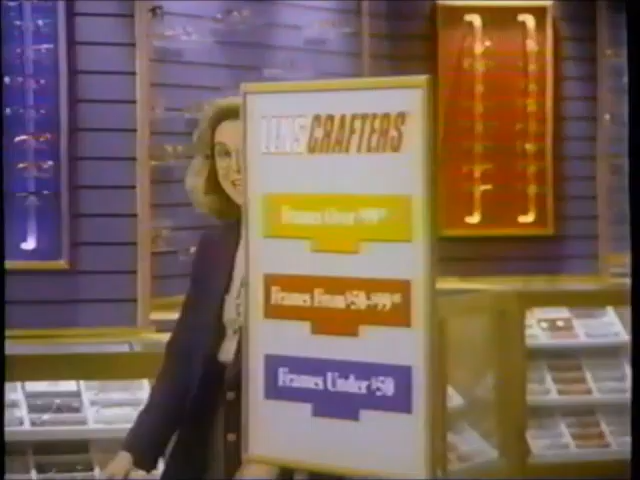 LENSCRAFTERS
Frames Over $99
Frames From $50-$99
Frames Under $50